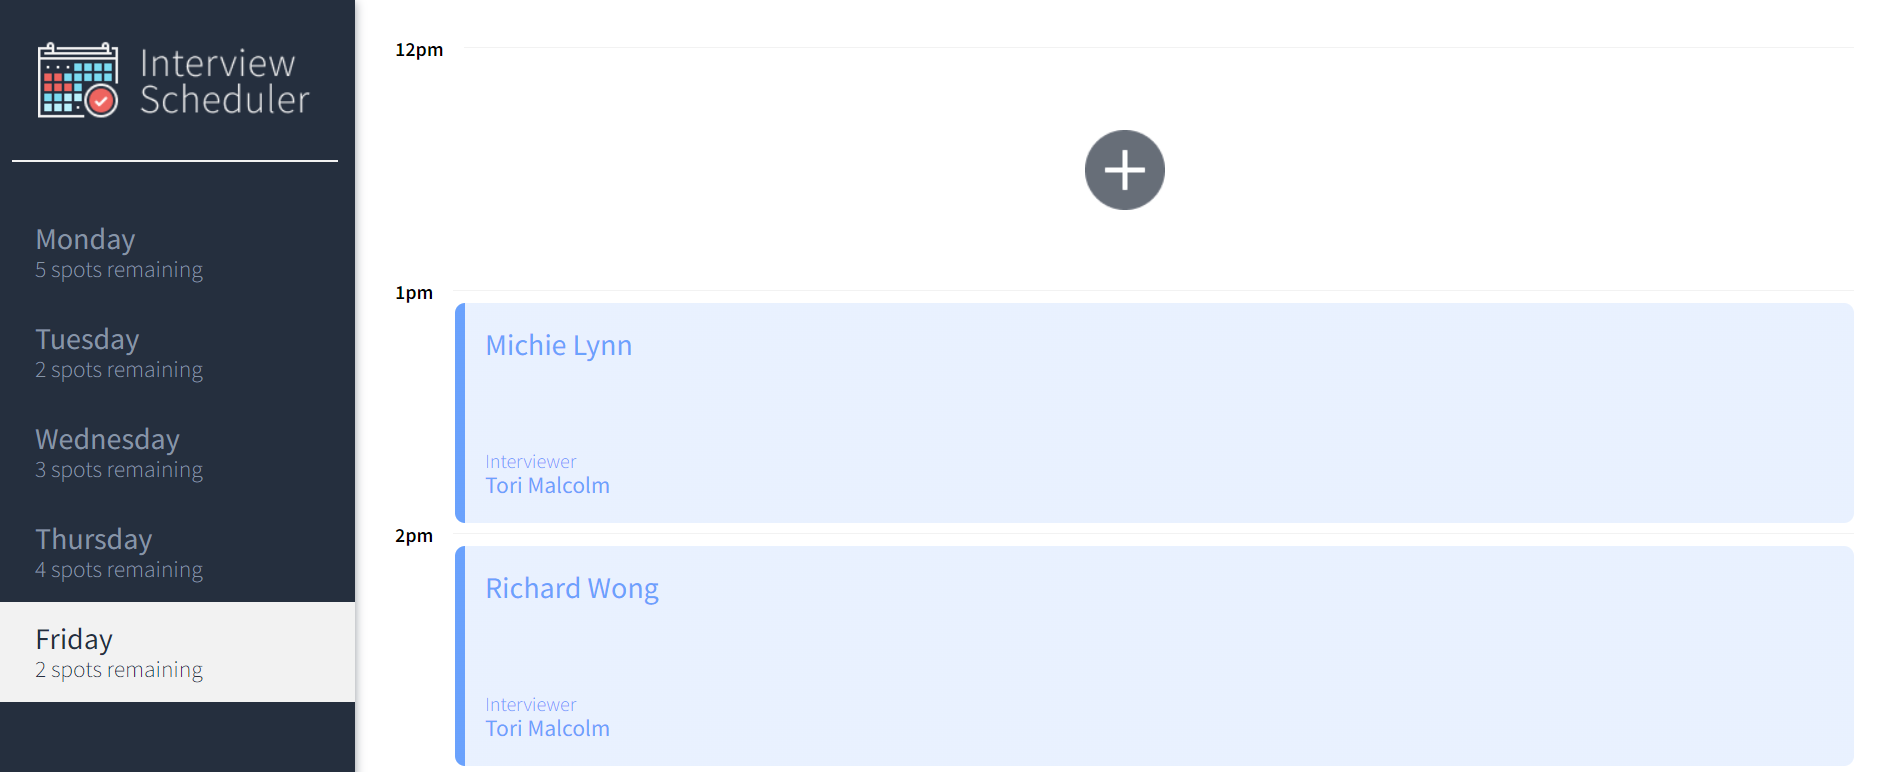 Interview
Scheduler
Monday
5 spots remaining
Tuesday
2 spots remaining
Wednesday
3 spots remaining
Thursday
4 spots remaining
Friday
2 spots remaining
12pm
1pm
Michie Lynn
Interviewer
Tori Malcolm
2pm
Richard Wong
Interviewer
Tori Malcolm